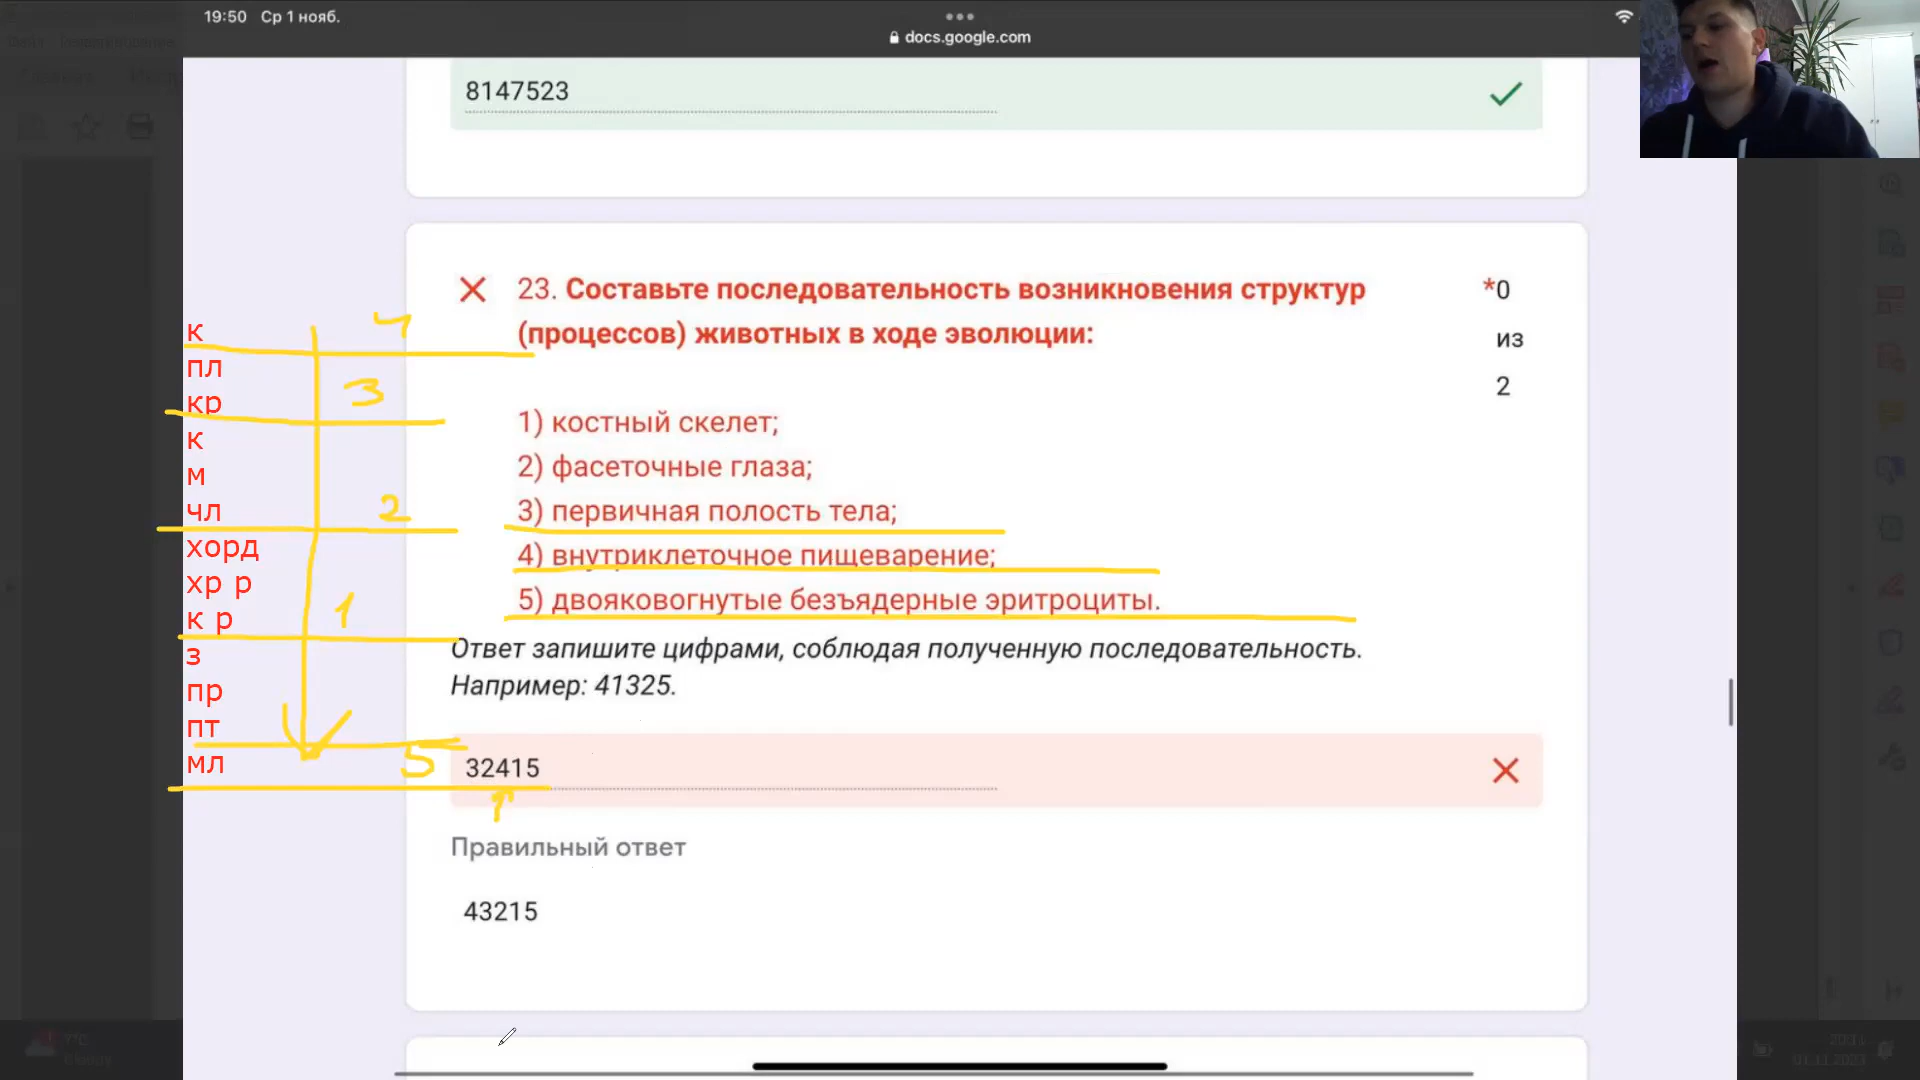 19:50 Ср 1 нояб.
docs.google.com
8147523
23. Составьте последовательность возникновения структур
(процессов) животных в ходе эволюции:
*0
из
2
1) костный скелет;
2) фасеточные глаза;
3) первичная полость тела;
4) внутриклеточное пищеварение;
5) двояковогнутые безъядерные эритроциты.
Ответ запишите цифрами, соблюдая полученную последовательность.
Например: 41325.
32415
Правильный ответ
43215
к
пл
кр
к
м
чл
хорд
хр р
к р
з
пр
пт
мл
4
3
2
1
5